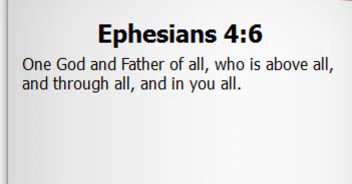 Ephesians 4:6
One God and Father of all, who is above all,
and through all, and in you all.